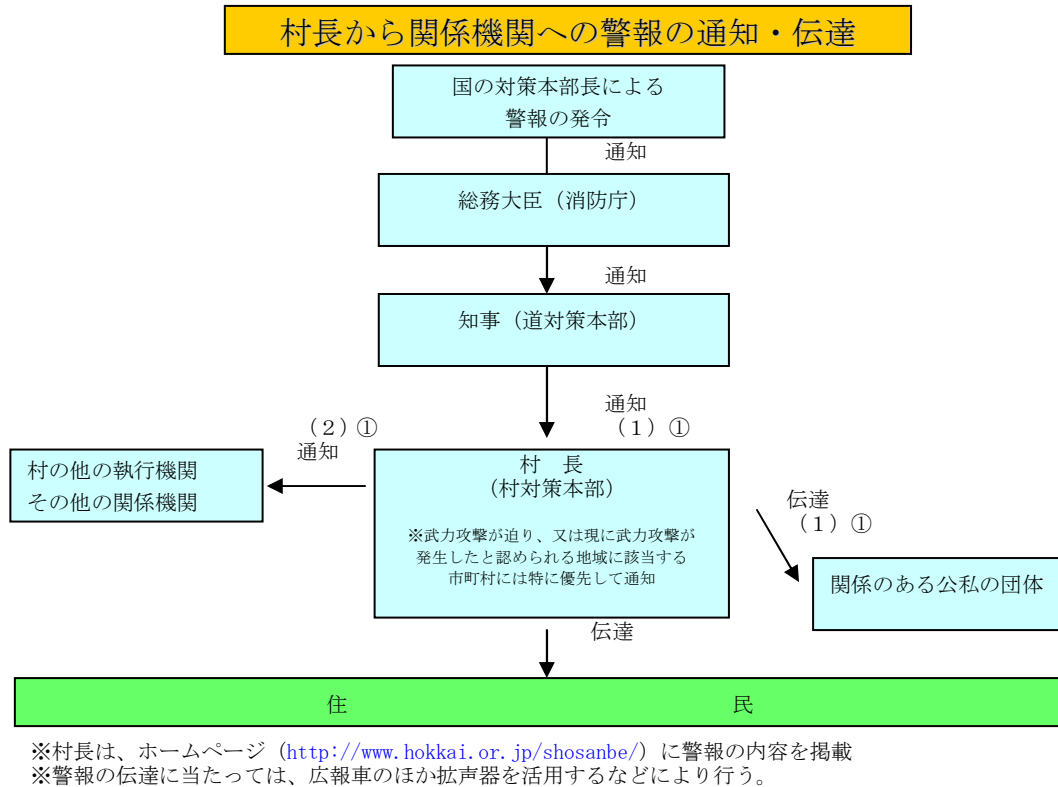 村長から関係機関への警報の通知・伝達
国の対策本部長による
警報の発令
通知
総務大臣（消防庁）
通知
知事（道対策本部）
通知
（１）①
（２）①
通知
村の他の執行機関
その他の関係機関
村　長
（村対策本部）
※武力攻撃が迫り、又は現に武力攻撃が
発生したと認められる地域に該当する
市町村には特に優先して通知
伝達
（１）①
関係のある公私の団体
伝達
住　　　　　民
※村長は、ホームページ（http://www.hokkai.or.jp/shosanbe/）に警報の内容を掲載
※警報の伝達に当たっては、広報車のほか拡声器を活用するなどにより行う。